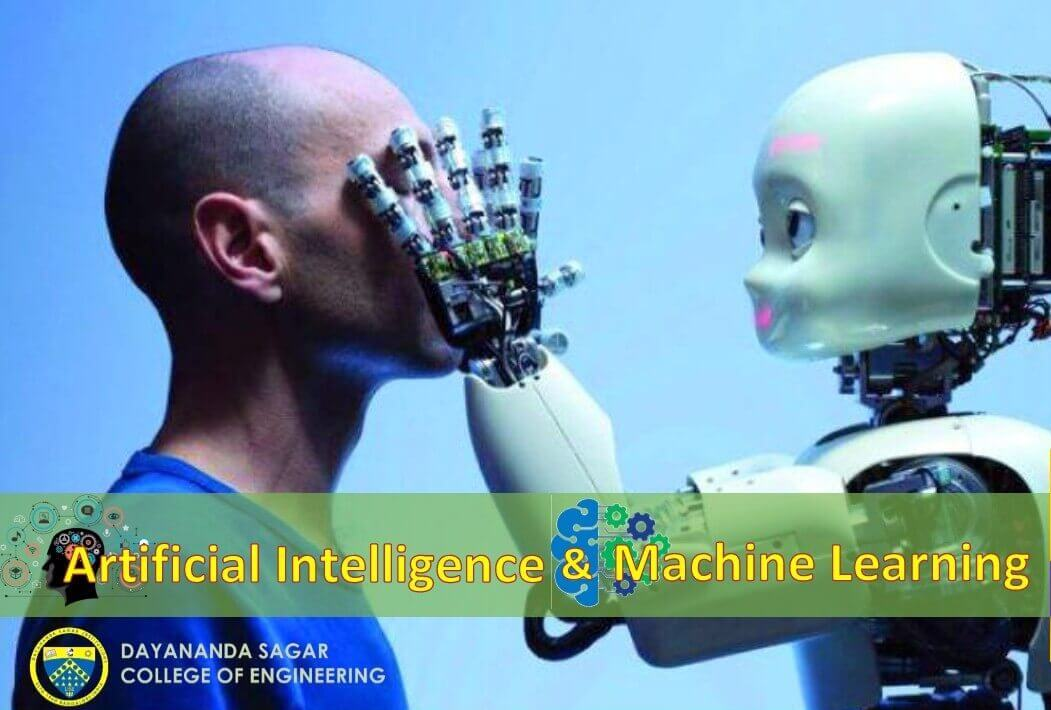 Artificial Intelligence & Machine Learning
DAYANANDA SAGAR
COLLEGE OF ENGINEERING